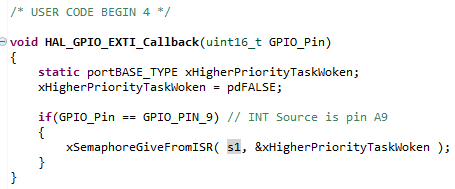 /* USER CODE BEGIN 4 */
void HAL_GPIO_EXTI_Callback(uint16_t GPIO_Pin)
{
static portBASE_TYPE xHigherPriorityTaskWoken;
xHigherPriorityTaskWoken = pdFALSE;
if(GPIO_Pin == GPIO_PIN_9) // INT Source is pin A9
{
xSemaphoreGiveFromISR( s1, &xHigherPriorityTaskWoken );
}
}